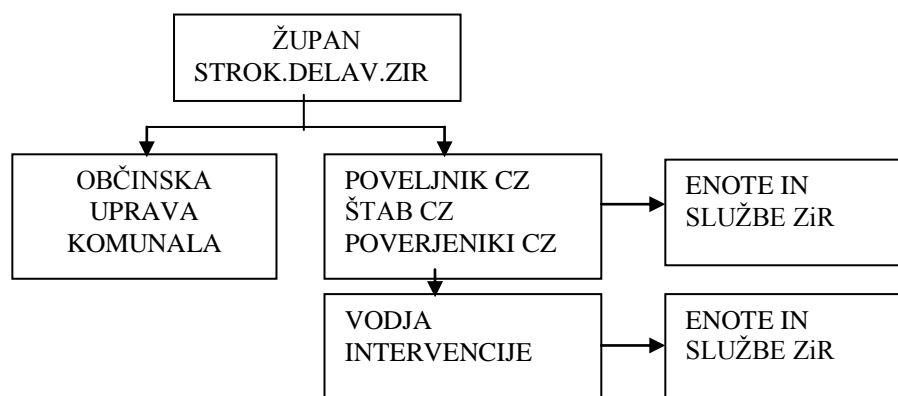 ŽUPAN
STROK.DELAV.ZIR
OBČINSKA
UPRAVA
KOMUNALA
POVELJNIK CZ
ŠTAB CZ
POVERJENIKI CZ
ENOTE IN
SLUŽBE ZiR
VODJA
INTERVENCIJE
ENOTE IN
SLUŽBE ZiR